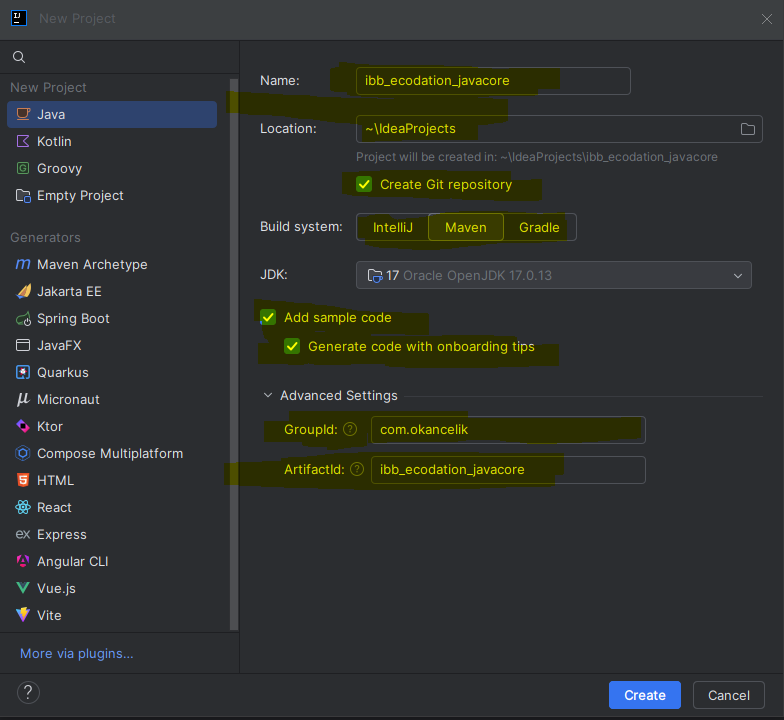 New Project
New Project
Java
Kotlin
Groovy
Empty Project
Generators
Maven Archetype
Jakarta EE
Spring Boot
JavaFX
Quarkus
Micronaut
Ktor
Compose Multiplatform
HTML
React
Express
Angular CLI
Vue.js
Vite
More via plugins...
Name: ibb_ecodation_javacore
Location: ~\IdeaProjects
Project will be created in: ~\IdeaProjects\ibb_ecodation_javacore
Create Git repository
Build system: IntelliJ Maven Gradle
JDK: 17 Oracle OpenJDK 17.0.13
Add sample code
Generate code with onboarding tips
Advanced Settings
GroupId: ? com.okancelik
ArtifactId: ? ibb_ecodation_javacore
? Create Cancel